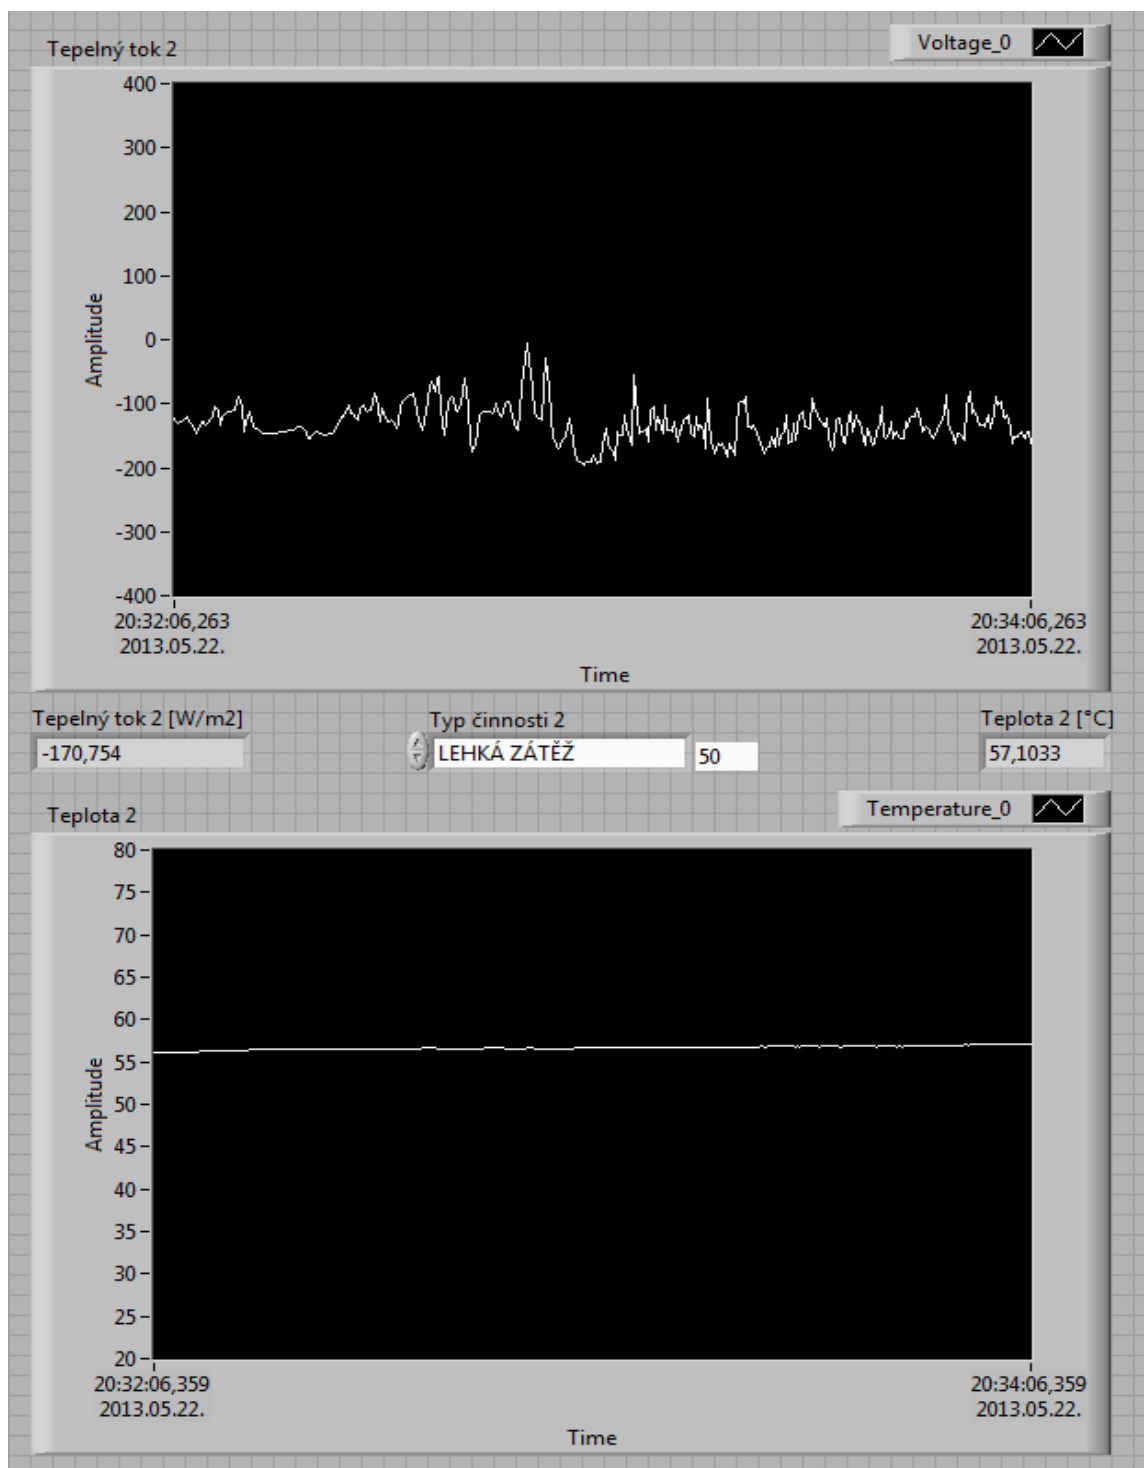 Tepelný tok 2
Voltage_0
400
300
200
100
0
-100
-200
-300
-400
Amplitude
20:32:06,263
2013.05.22.
20:34:06,263
2013.05.22.
Time
Tepelný tok 2 [W/m2]
-170,754
Typ činnosti 2
LEHKÁ ZÁTĚŽ
50
Teplota 2 [°C]
57,1033
Teplota 2
Temperature_0
80
75
70
65
60
55
50
45
40
35
30
25
20
Amplitude
20:32:06,359
2013.05.22.
20:34:06,359
2013.05.22.
Time